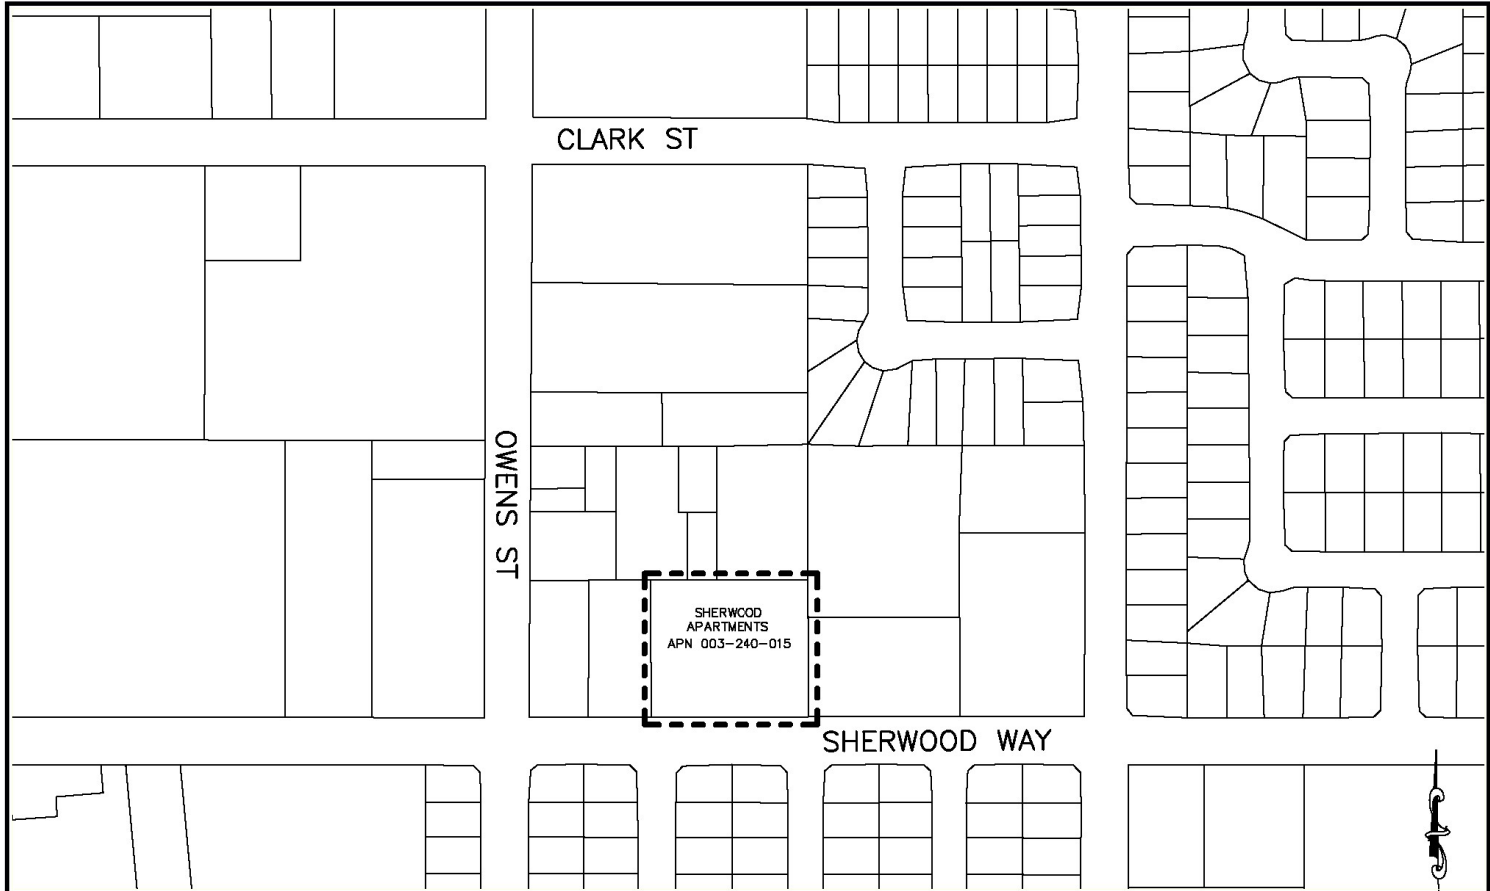 CLARK ST
OWENS ST
SHERWOOD
APARTMENTS
APN 003-240-015
SHERWOOD WAY